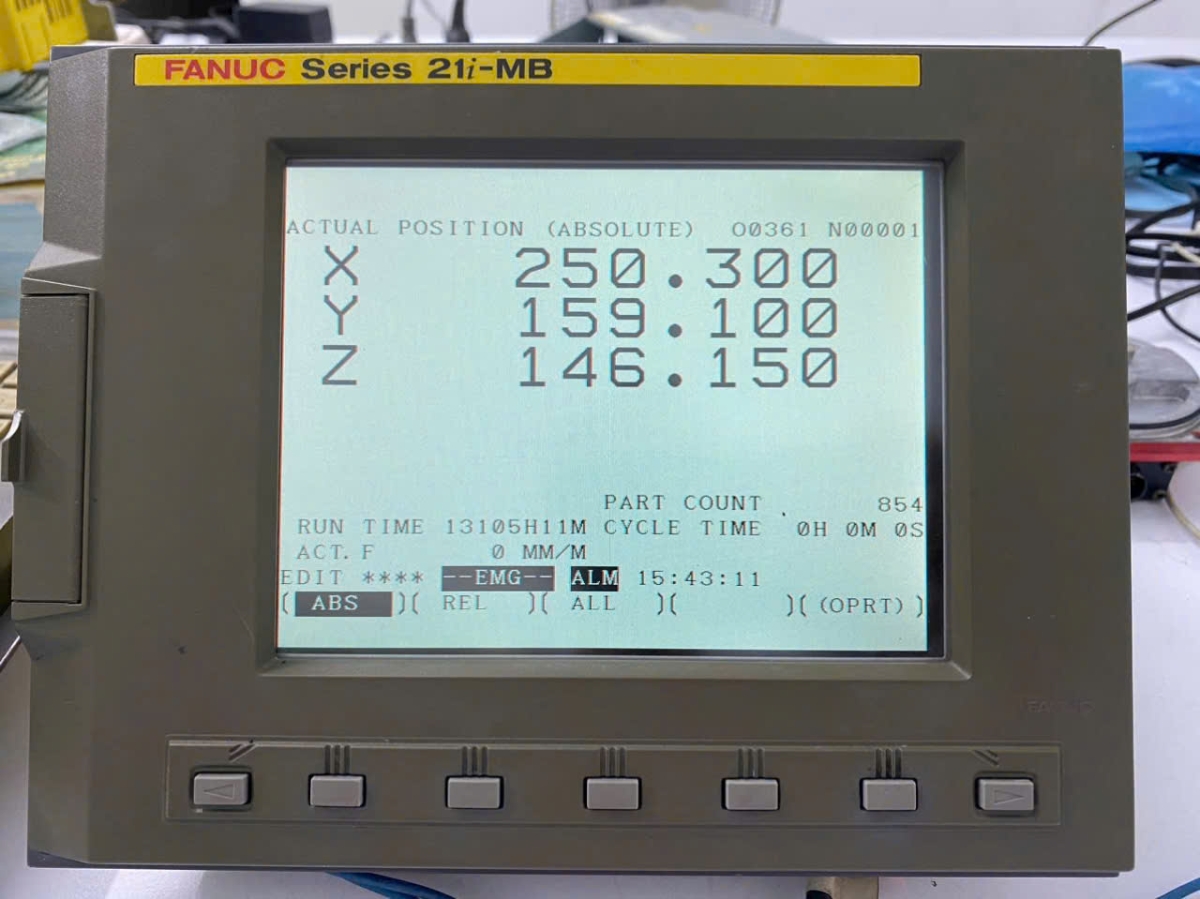 FANUC Series 21i-MB
ACTUAL POSITION (ABSOLUTE) O0361 N00001
X 250.300
Y 159.100
Z 146.150
PART COUNT 854
RUN TIME 13105H11M CYCLE TIME 0H 0M 0S
ACT.F 0 MM/M
EDIT **** --EMG-- ALM 15:43:11
( ABS )( REL )( ALL )( )( (OPRT) )
FANUC